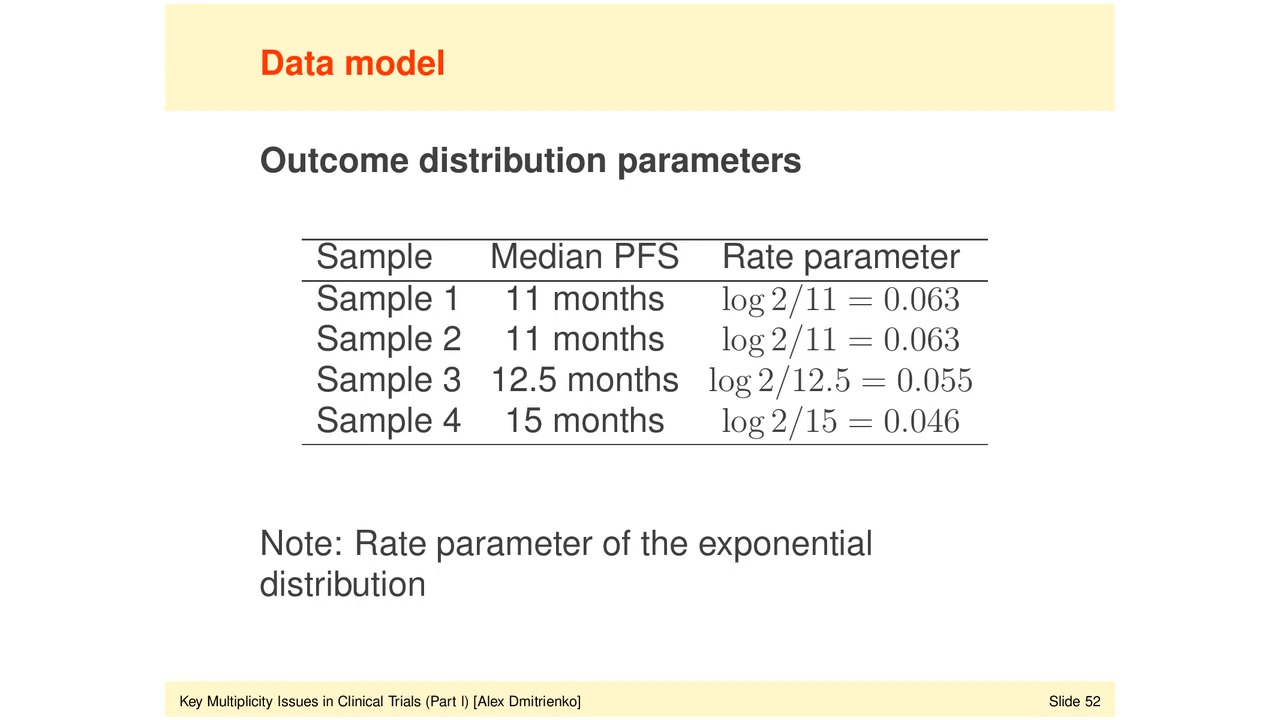 Data model
Outcome distribution parameters
Sample Median PFS Rate parameter
Sample 1 11 months log 2/11 = 0.063
Sample 2 11 months log 2/11 = 0.063
Sample 3 12.5 months log 2/12.5 = 0.055
Sample 4 15 months log 2/15 = 0.046
Note: Rate parameter of the exponential
distribution
Key Multiplicity Issues in Clinical Trials (Part I) [Alex Dmitrienko] Slide 52